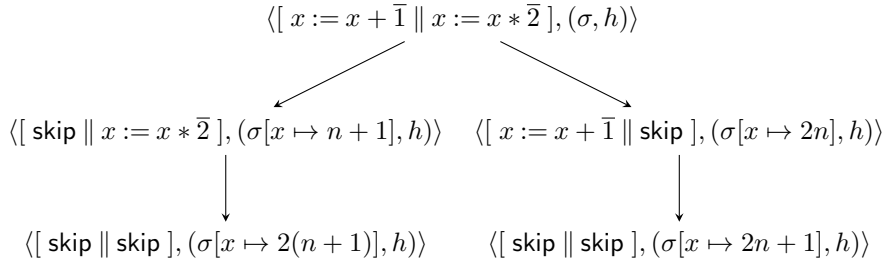 ⟨[ x := x + 1̅ ∥ x := x ∗ 2̅ ], (σ, h)⟩
⟨[ skip ∥ x := x ∗ 2̅ ], (σ[x ↦ n + 1], h)⟩ ⟨[ x := x + 1̅ ∥ skip ], (σ[x ↦ 2n], h)⟩
⟨[ skip ∥ skip ], (σ[x ↦ 2(n + 1)], h)⟩ ⟨[ skip ∥ skip ], (σ[x ↦ 2n + 1], h)⟩